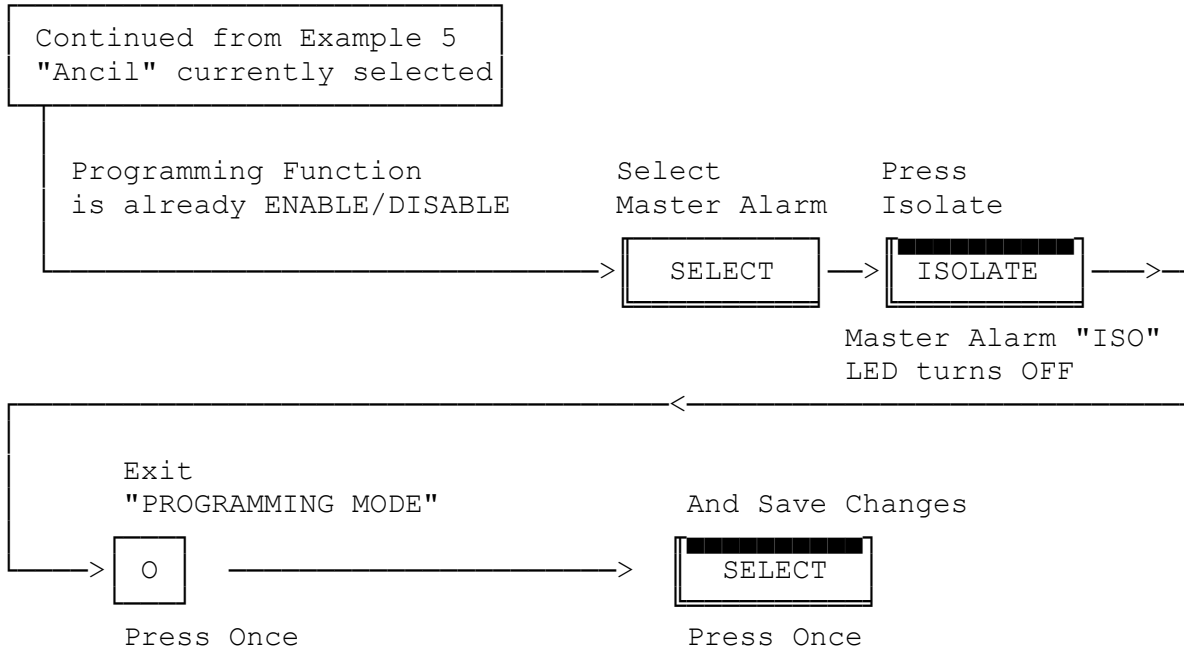 Continued from Example 5
"Ancil" currently selected
Programming Function
is already ENABLE/DISABLE
Select
Master Alarm
Press
Isolate
SELECT
ISOLATE
Master Alarm "ISO"
LED turns OFF
Exit
"PROGRAMMING MODE"
And Save Changes
O
SELECT
Press Once
Press Once